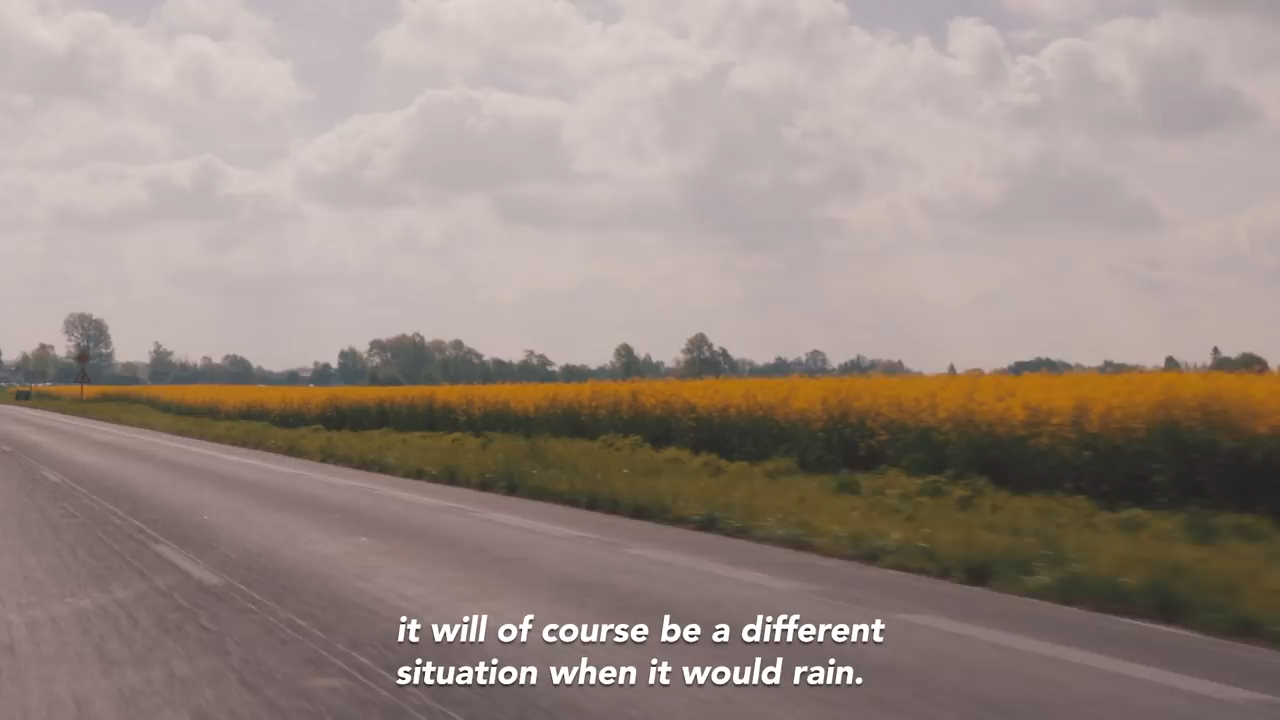 it will of course be a different
situation when it would rain.